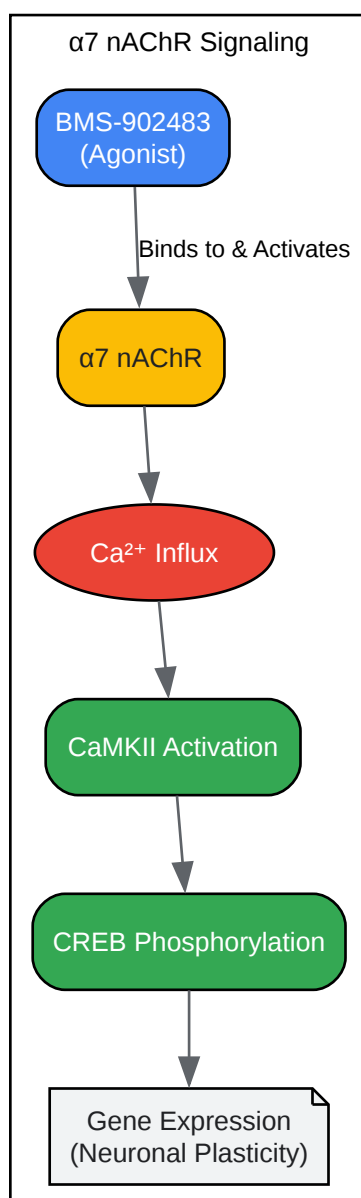 α7 nAChR Signaling
BMS-902483
(Agonist)
Binds to & Activates
α7 nAChR
Ca²⁺ Influx
CaMKII Activation
CREB Phosphorylation
Gene Expression
(Neuronal Plasticity)